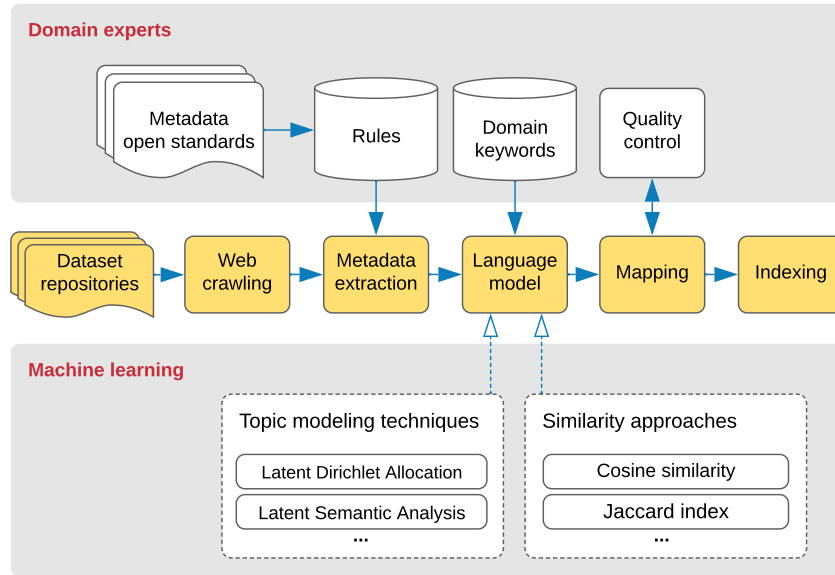 Domain experts
Metadata
open standards
Rules
Domain
keywords
Quality
control
Dataset
repositories
Web
crawling
Metadata
extraction
Language
model
Mapping
Indexing
Machine learning
Topic modeling techniques
Latent Dirichlet Allocation
Latent Semantic Analysis
...
Similarity approaches
Cosine similarity
Jaccard index
...